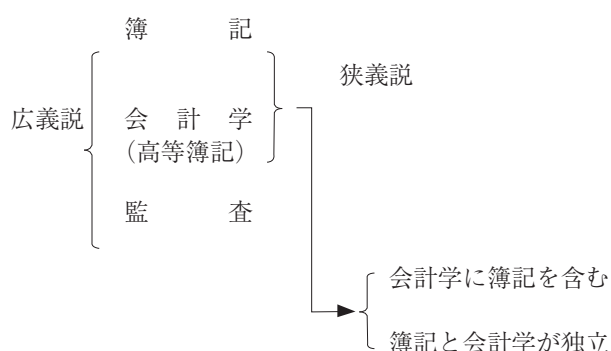 簿記
狭義説
広義説
会計学
（高等簿記）
監査
会計学に簿記を含む
簿記と会計学が独立